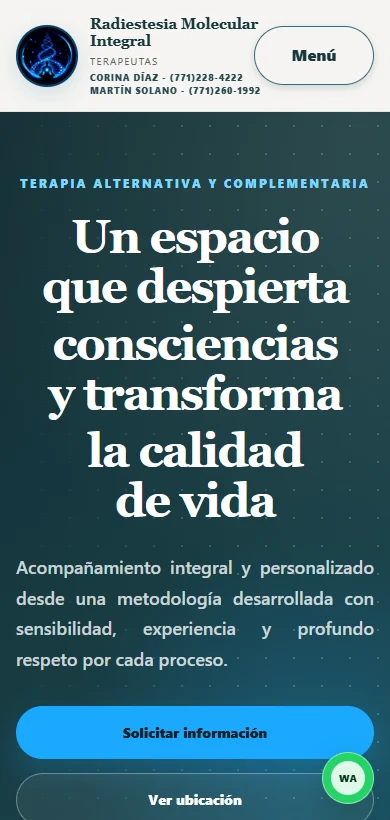 Radiestesia Molecular
Integral
TERAPEUTAS
CORINA DÍAZ - (771)228-4222
MARTÍN SOLANO - (771)260-1992
Menú
TERAPIA ALTERNATIVA Y COMPLEMENTARIA
Un espacio
que despierta
consciencias
y transforma
la calidad
de vida
Acompañamiento integral y personalizado
desde una metodología desarrollada con
sensibilidad, experiencia y profundo
respeto por cada proceso.
Solicitar información
WA
Ver ubicación